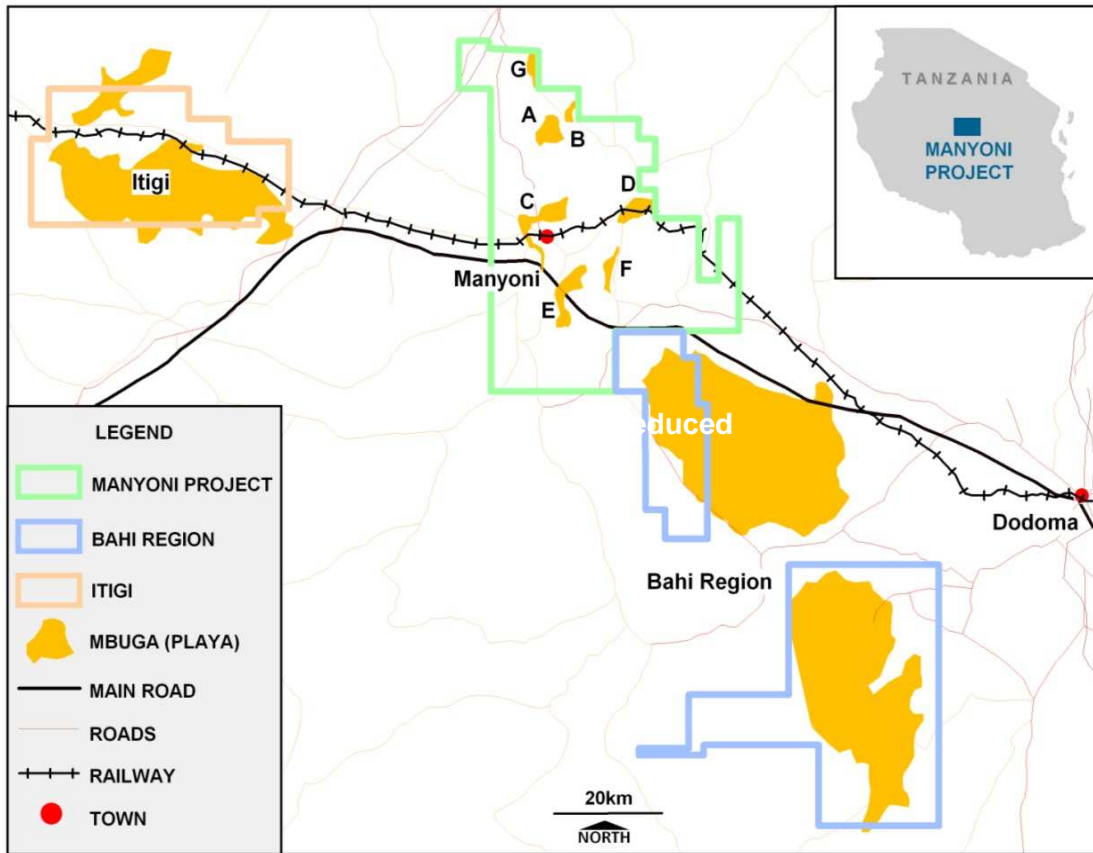 G
A
B
D
C
Itigi
Manyoni
F
E
educed
Dodoma
Bahi Region
20km
NORTH
TANZANIA
MANYONI
PROJECT
LEGEND
MANYONI PROJECT
BAHI REGION
ITIGI
MBUGA (PLAYA)
MAIN ROAD
ROADS
RAILWAY
TOWN